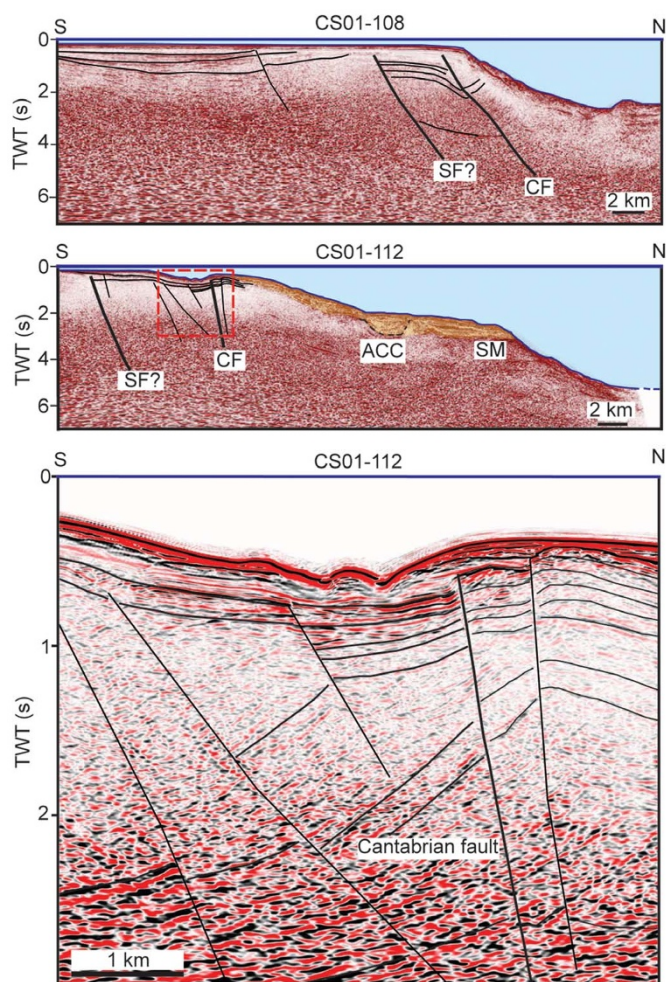 S CS01-108 N
0
2
4
6
TWT (s)
SF?
CF
2 km
S CS01-112 N
0
2
4
6
TWT (s)
SF?
CF
ACC
SM
2 km
S CS01-112 N
0
1
2
TWT (s)
Cantabrian fault
1 km